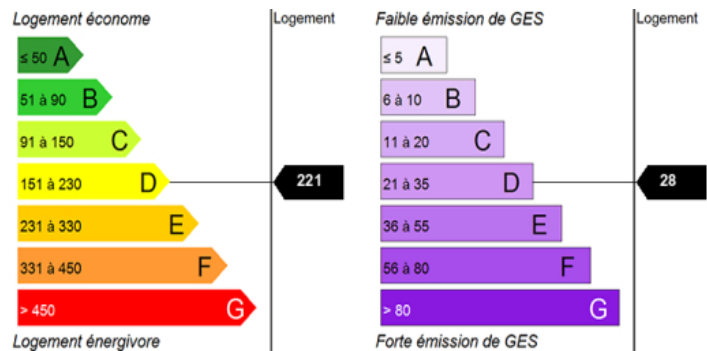 Logement économe
Logement
≤ 50 A
51 à 90 B
91 à 150 C
151 à 230 D
221
231 à 330 E
331 à 450 F
> 450 G
Logement énergivore
Faible émission de GES
Logement
≤ 5 A
6 à 10 B
11 à 20 C
21 à 35 D
28
36 à 55 E
56 à 80 F
> 80 G
Forte émission de GES